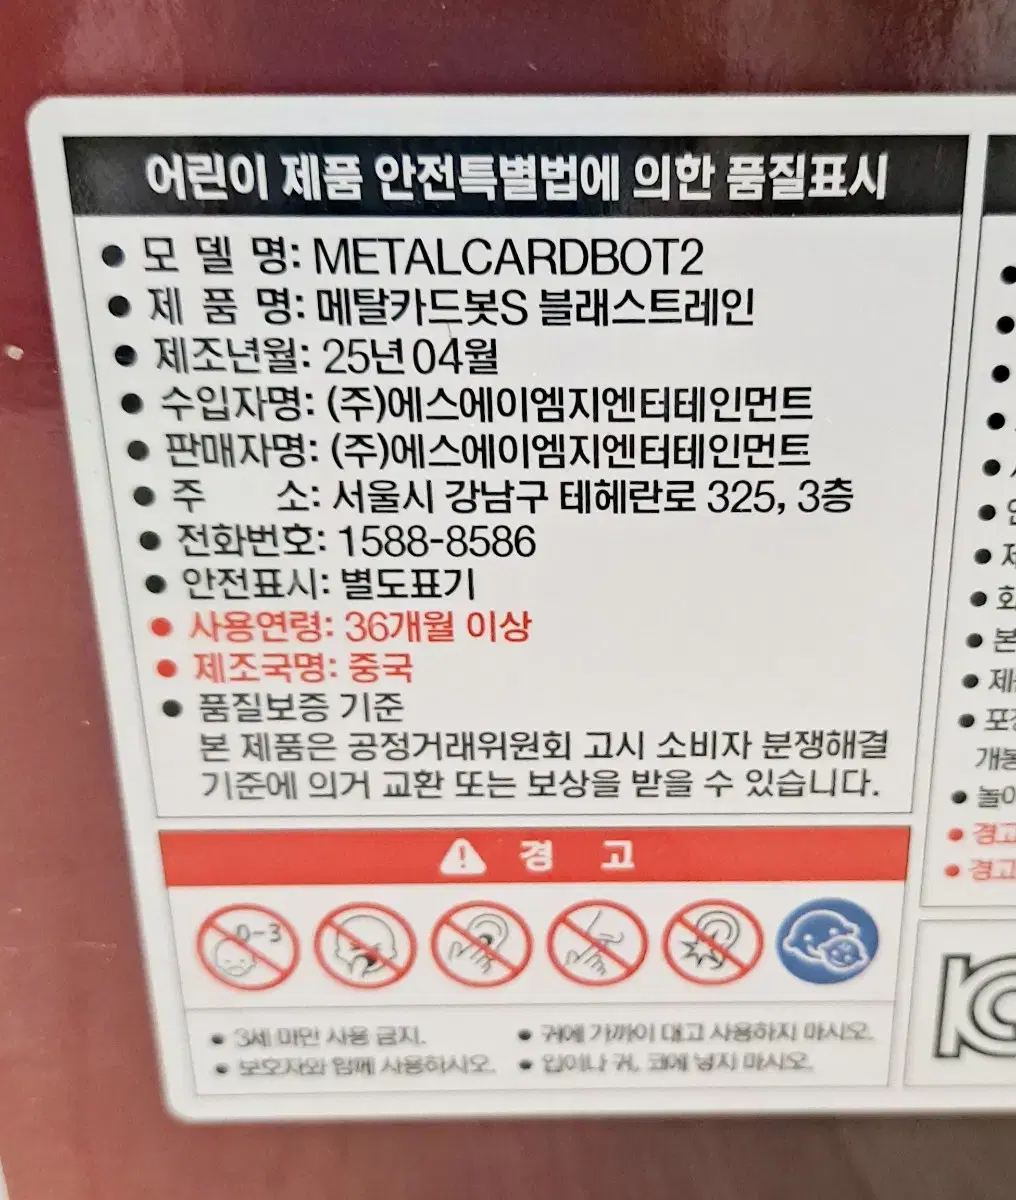 어린이 제품 안전특별법에 의한 품질표시
● 모 델 명: METALCARDBOT2
● 제 품 명: 메탈카드봇S 블래스트레인
● 제조년월: 25년 04월
● 수입자명: (주)에스에이엠지엔터테인먼트
● 판매자명: (주)에스에이엠지엔터테인먼트
● 주 소: 서울시 강남구 테헤란로 325, 3층
● 전화번호: 1588-8586
● 안전표시: 별도표기
● 사용연령: 36개월 이상
● 제조국명: 중국
● 품질보증 기준
본 제품은 공정거래위원회 고시 소비자 분쟁해결
기준에 의거 교환 또는 보상을 받을 수 있습니다.
경 고
0-3
● 3세 미만 사용 금지.
● 보호자와 함께 사용하시오.
● 귀에 가까이 대고 사용하지 마시오.
● 입이나 귀, 코에 넣지 마시오.
개봉
놀이
● 경고
● 경고